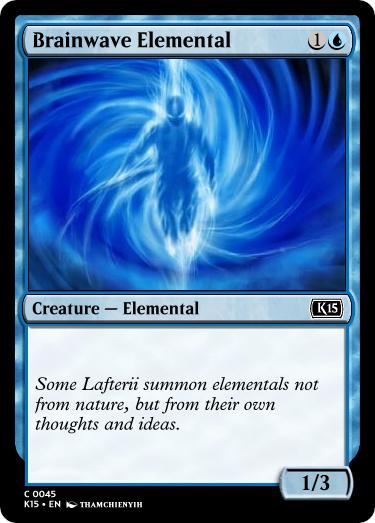 Brainwave Elemental 1
Creature — Elemental K15
Some Lafterii summon elementals not
from nature, but from their own
thoughts and ideas.
1/3
C 0045
K15 • EN THAMCHIENYIH